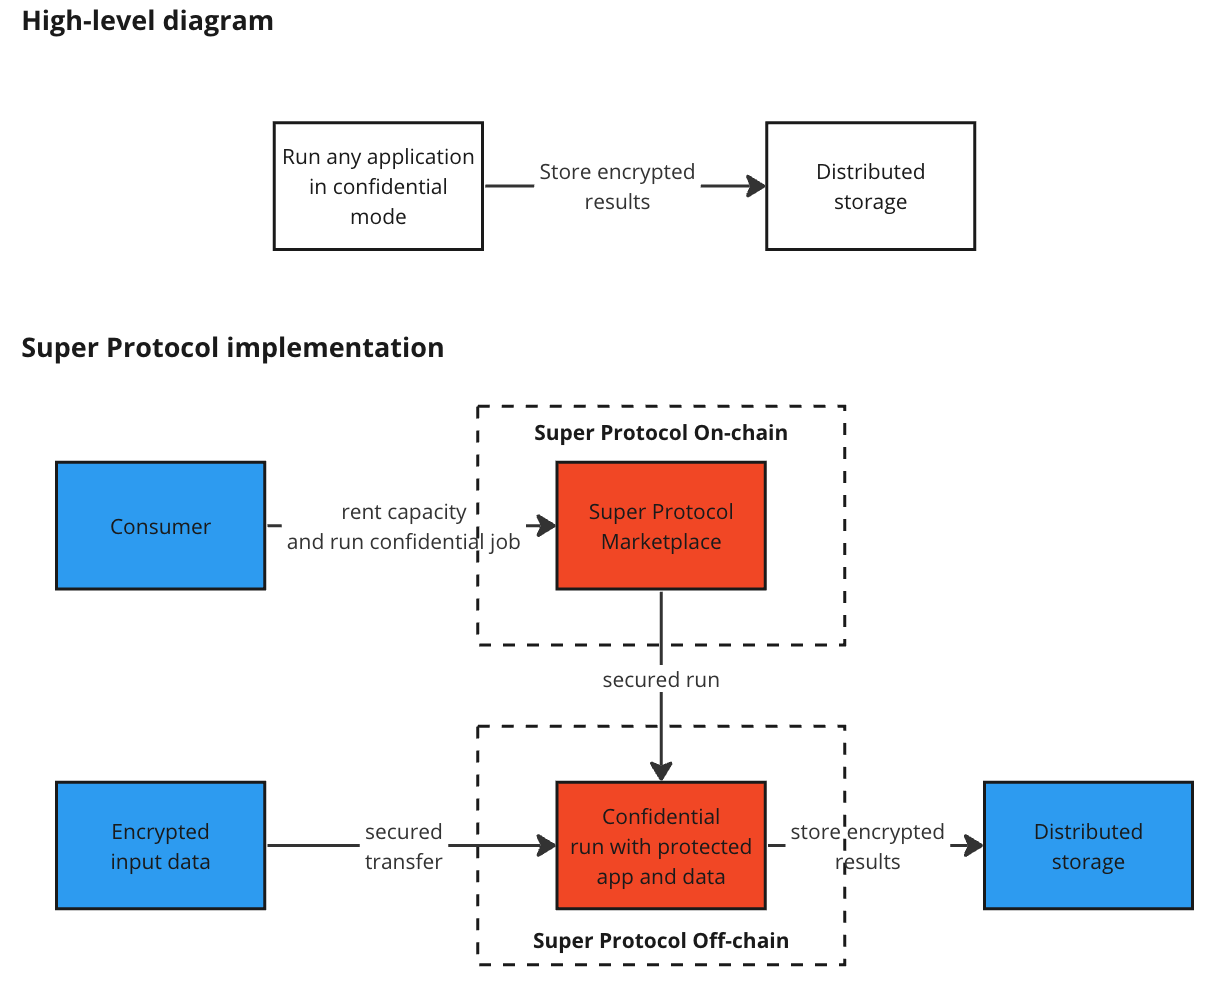 High-level diagram
Run any application
in confidential
mode
Store encrypted
results
Distributed
storage
Super Protocol implementation
Super Protocol On-chain
Consumer
rent capacity
and run confidential job
Super Protocol
Marketplace
secured run
Encrypted
input data
secured
transfer
Confidential
run with protected
app and data
store encrypted
results
Distributed
storage
Super Protocol Off-chain